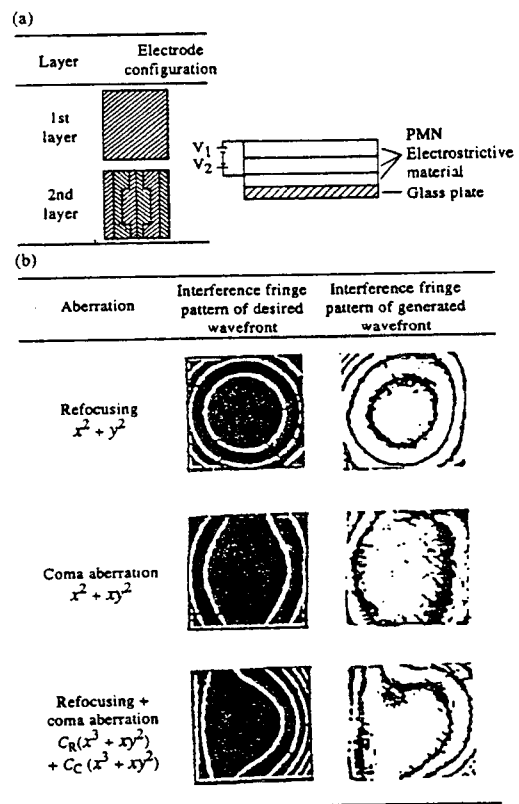 (a)
Layer
Electrode
configuration
1st
layer
2nd
layer
V1
V2
PMN
Electrostrictive
material
Glass plate
(b)
Aberration
Interference fringe
pattern of desired
wavefront
Interference fringe
pattern of generated
wavefront
Refocusing
x² + y²
Coma aberration
x² + xy²
Refocusing +
coma aberration
C_R(x³ + xy²)
+ C_C (x³ + xy²)